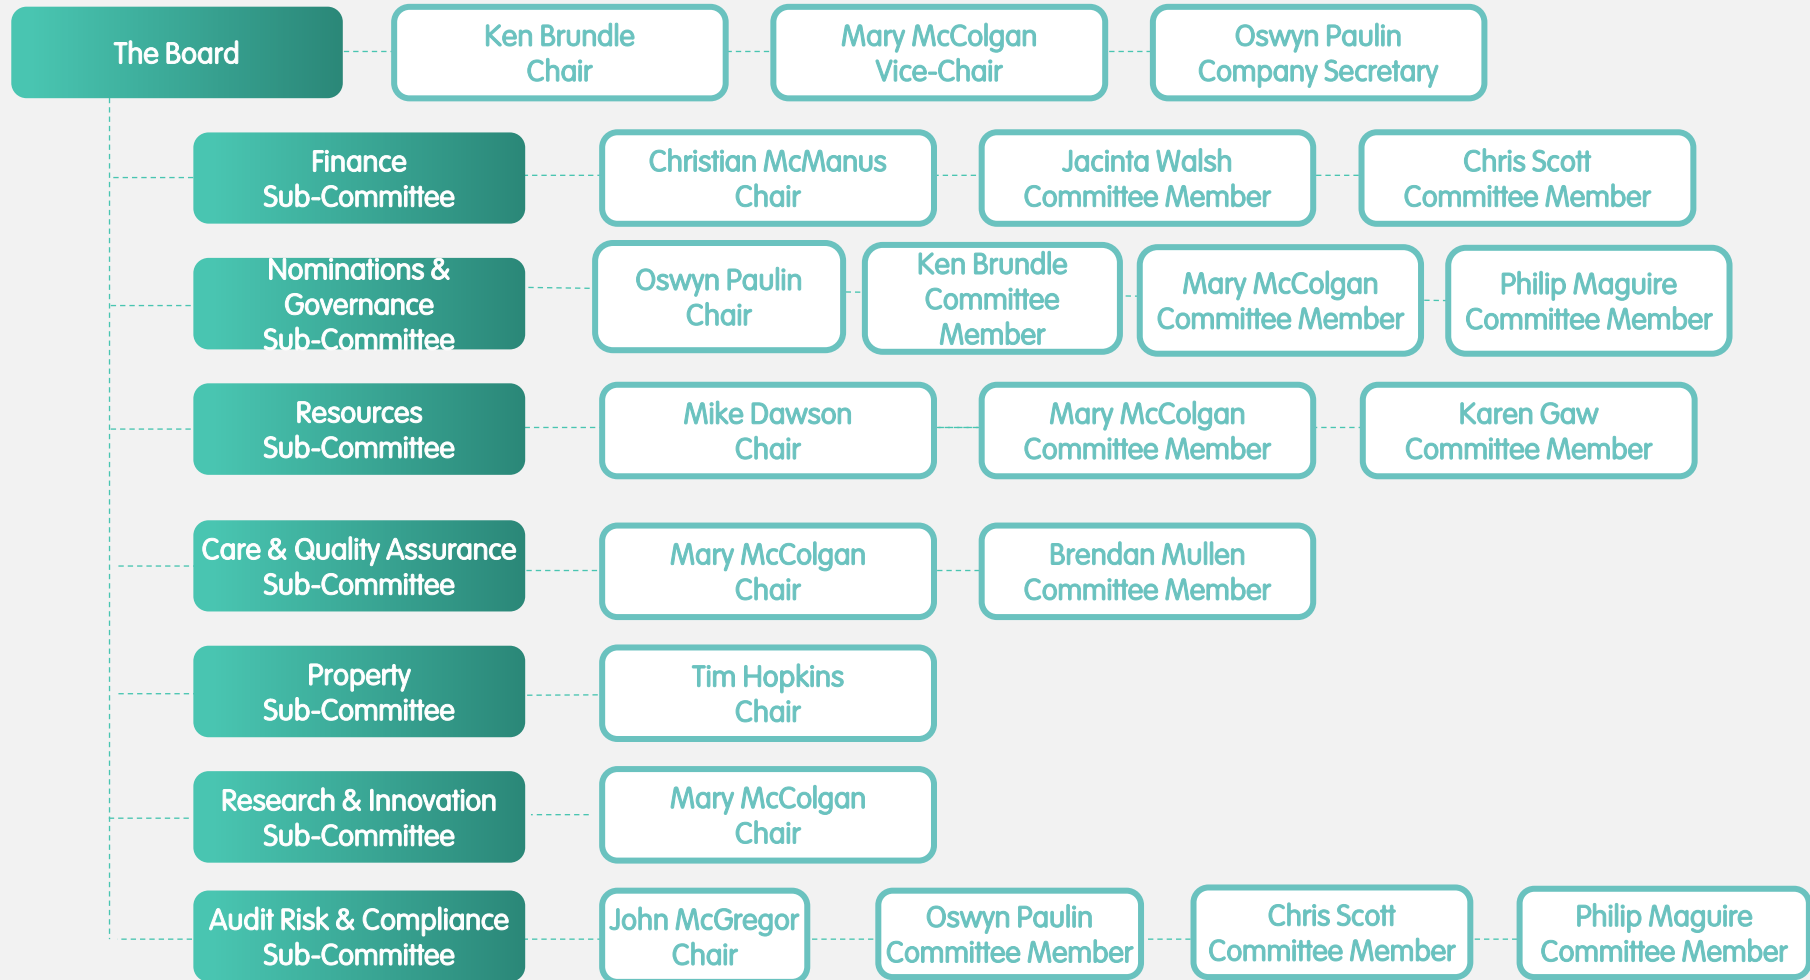 The Board
Ken Brundle
Chair
Mary McColgan
Vice-Chair
Oswyn Paulin
Company Secretary
Finance
Sub-Committee
Christian McManus
Chair
Jacinta Walsh
Committee Member
Chris Scott
Committee Member
Nominations &
Governance
Sub-Committee
Oswyn Paulin
Chair
Ken Brundle
Committee
Member
Mary McColgan
Committee Member
Philip Maguire
Committee Member
Resources
Sub-Committee
Mike Dawson
Chair
Mary McColgan
Committee Member
Karen Gaw
Committee Member
Care & Quality Assurance
Sub-Committee
Mary McColgan
Chair
Brendan Mullen
Committee Member
Property
Sub-Committee
Tim Hopkins
Chair
Research & Innovation
Sub-Committee
Mary McColgan
Chair
Audit Risk & Compliance
Sub-Committee
John McGregor
Chair
Oswyn Paulin
Committee Member
Chris Scott
Committee Member
Philip Maguire
Committee Member